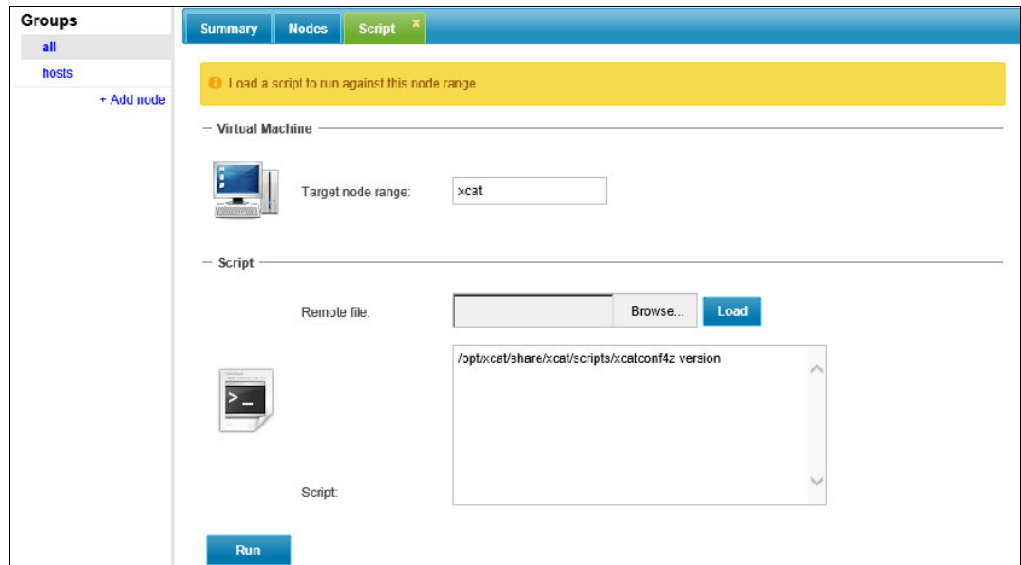 Groups
all
hosts
+ Add node
Summary
Nodes
Script
x
Load a script to run against this node range
Virtual Machine
Target node range:
xcat
Script
Remote file:
Browse...
Load
/opt/xcat/share/xcat/scripts/xcatconf4z version
>_
Script:
Run